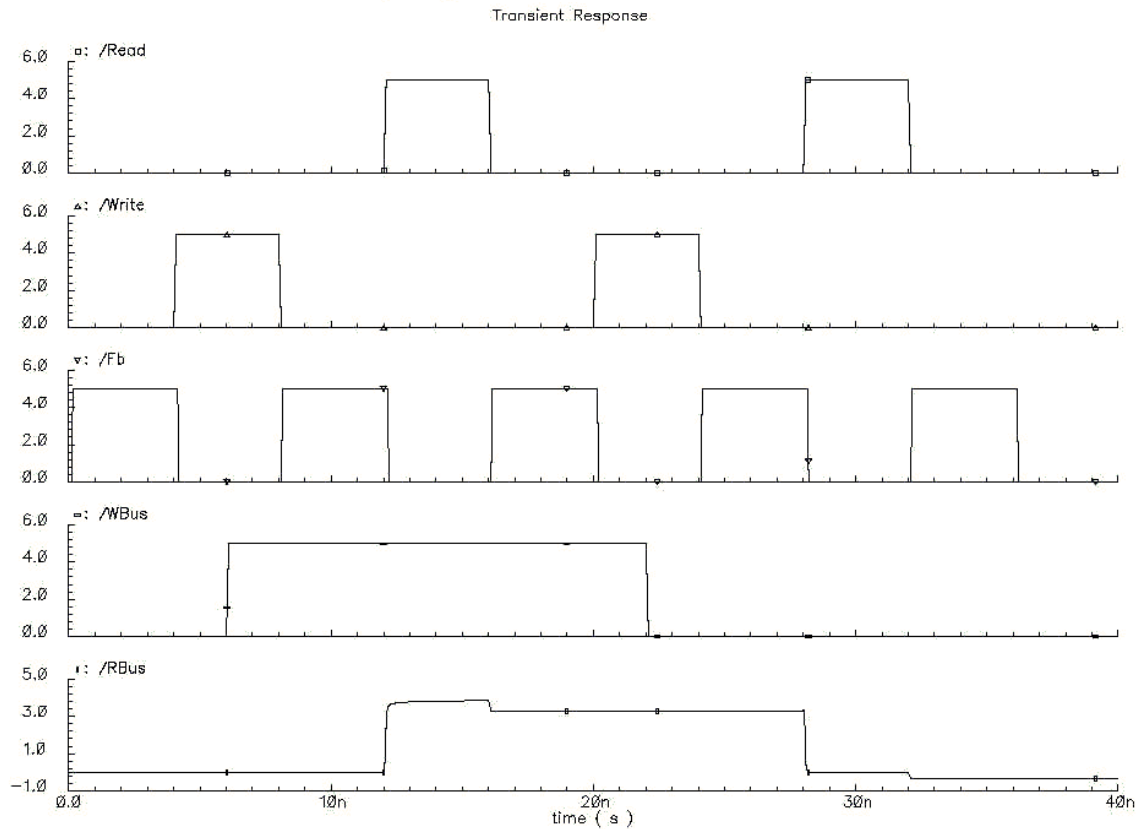 Transient Response
□: /Read
6.0
4.0
2.0
0.0
△: /Write
6.0
4.0
2.0
0.0
▽: /Fb
6.0
4.0
2.0
0.0
=: /WBus
6.0
4.0
2.0
0.0
ı: /RBus
5.0
3.0
1.0
-1.0
0.0 10n 20n 30n 40n
time ( s )